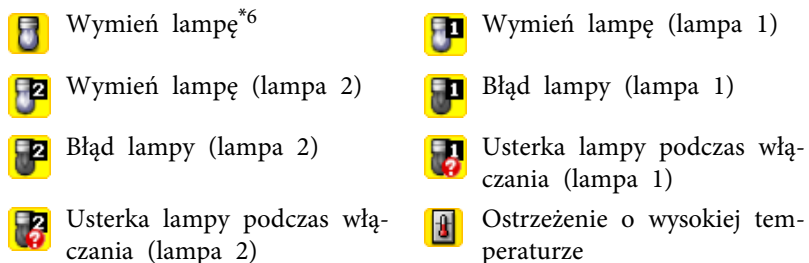 Wymień lampę*6
Wymień lampę (lampa 1)
Wymień lampę (lampa 2)
Błąd lampy (lampa 1)
Błąd lampy (lampa 2)
Usterka lampy podczas włą-
czania (lampa 1)
Usterka lampy podczas włą-
czania (lampa 2)
Ostrzeżenie o wysokiej tem-
peraturze